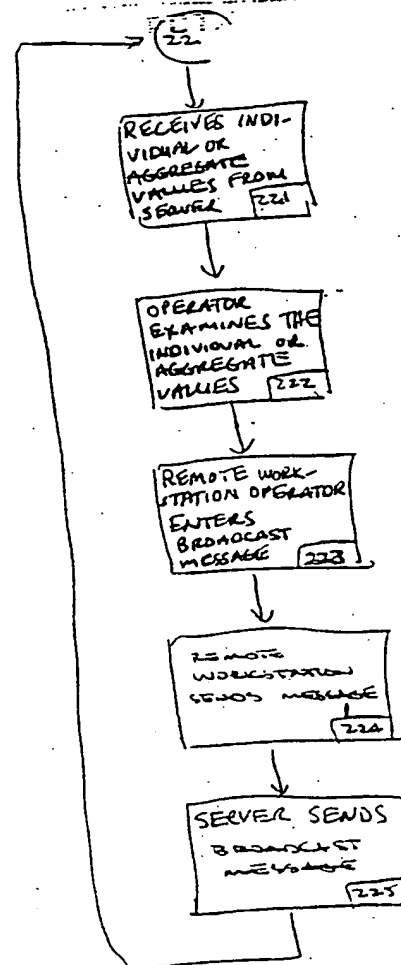 22
RECEIVES INDI-
VIDUAL OR
AGGREGATE
VALUES FROM
SERVER 221
OPERATOR
EXAMINES THE
INDIVIDUAL OR
AGGREGATE
VALUES 222
REMOTE WORK-
STATION OPERATOR
ENTERS
BROADCAST
MESSAGE 223
REMOTE
WORKSTATION
SENDS MESSAGE
224
SERVER SENDS
BROADCAST
MESSAGE
225